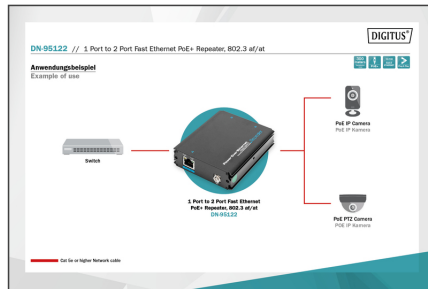 DIGITUS®
DN-95122 // 1 Port to 2 Port Fast Ethernet PoE+ Repeater, 802.3 af/at
Anwendungsbeispiel
Example of use
Switch
1 Port to 2 Port Fast Ethernet
PoE+ Repeater, 802.3 af/at
DN-95122
PoE IP Camera
PoE IP Kamera
PoE PTZ Camera
POE IP Kamera
Cat 5e or higher Network cable